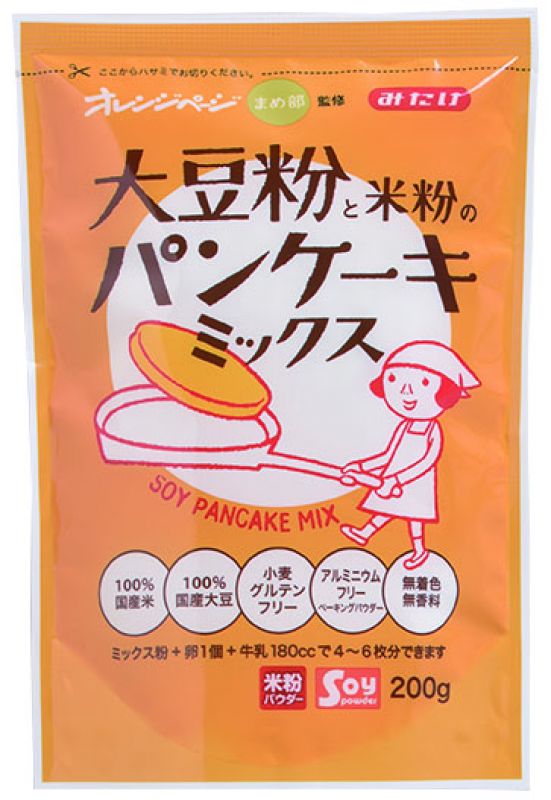 ここからハサミでお切りください。
オレンジページ まめ部 監修 みたけ
大豆粉と米粉の
パンケーキ
ミックス
SOY PANCAKE MIX
100%
国産米
100%
国産大豆
小麦
グルテン
フリー
アルミニウム
フリー
ベーキングパウダー
無着色
無香料
ミックス粉+卵1個+牛乳180ccで4〜6枚分できます
米粉
パウダー
Soy
powder
200g